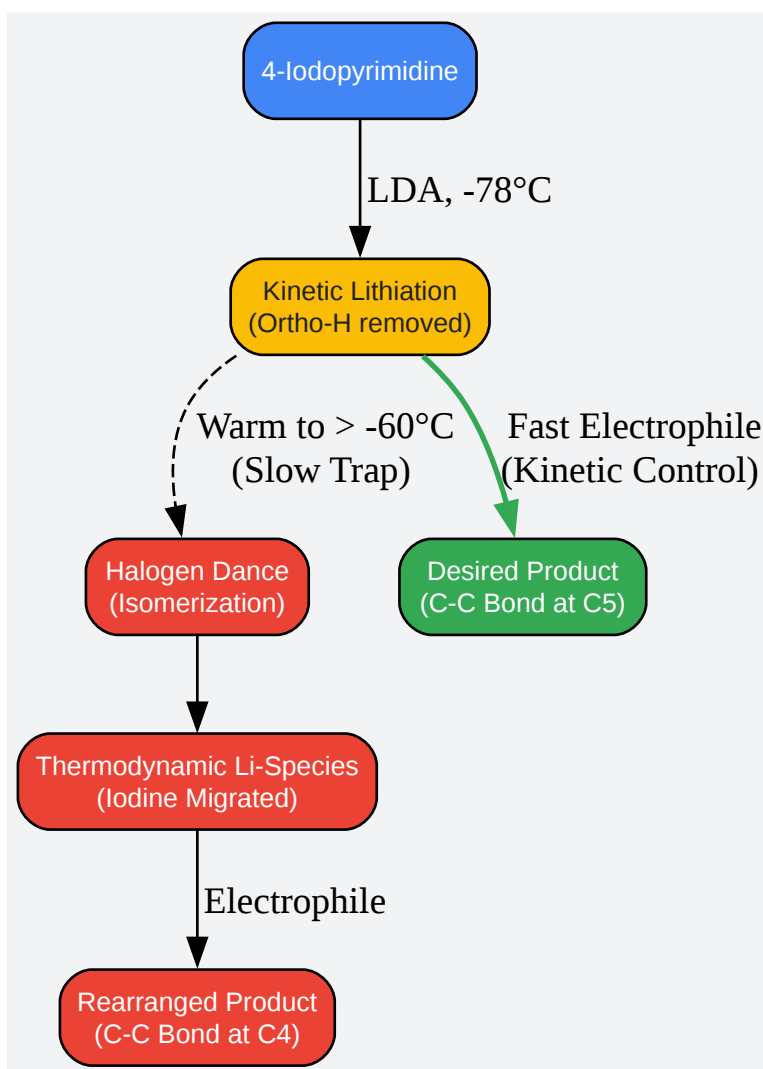 4-Iodopyrimidine
LDA, -78°C
Kinetic Lithiation
(Ortho-H removed)
Warm to > -60°C
(Slow Trap)
Fast Electrophile
(Kinetic Control)
Halogen Dance
(Isomerization)
Desired Product
(C-C Bond at C5)
Thermodynamic Li-Species
(Iodine Migrated)
Electrophile
Rearranged Product
(C-C Bond at C4)